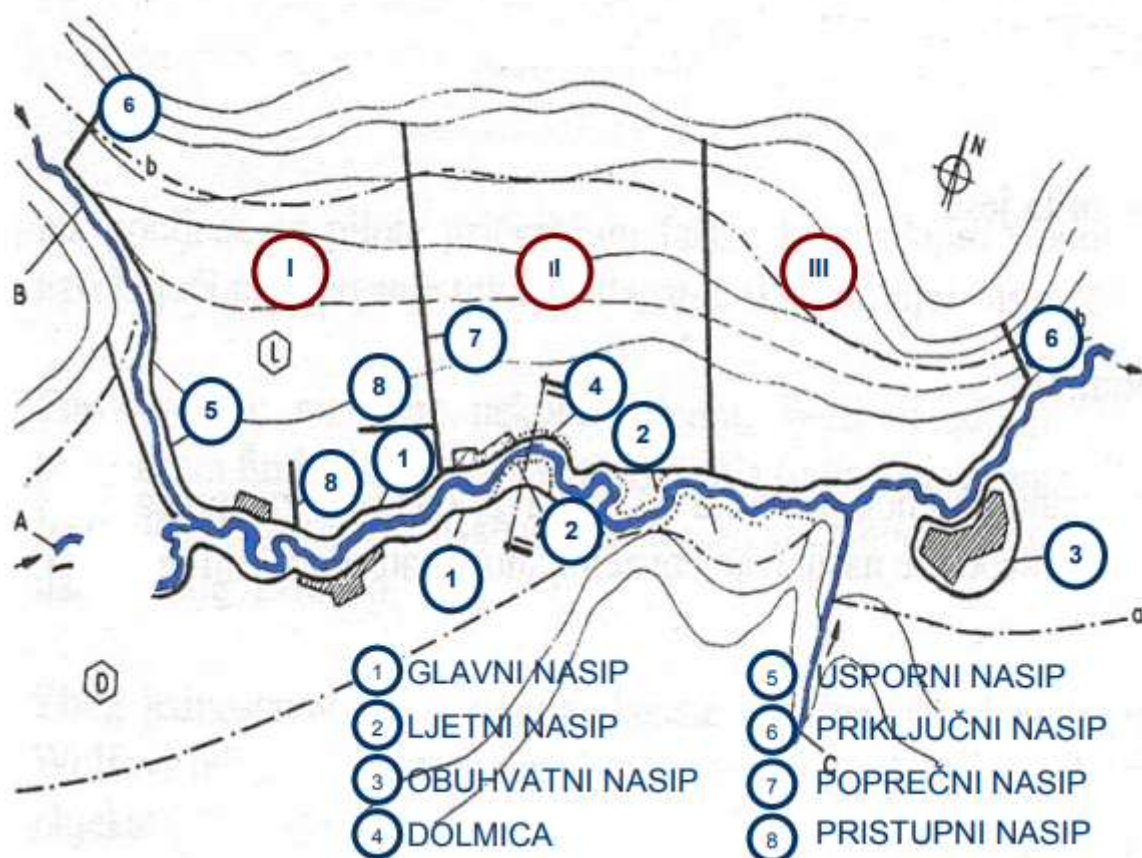 6
N
b
I
II
III
B
7
6
b
L
8
4
5
1
2
8
A
2
1
3
a
D
C
1 GLAVNI NASIP
2 LJETNI NASIP
3 OBUHVATNI NASIP
4 DOLMICA
5 USPORNI NASIP
6 PRIKLJUČNI NASIP
7 POPREČNI NASIP
8 PRISTUPNI NASIP